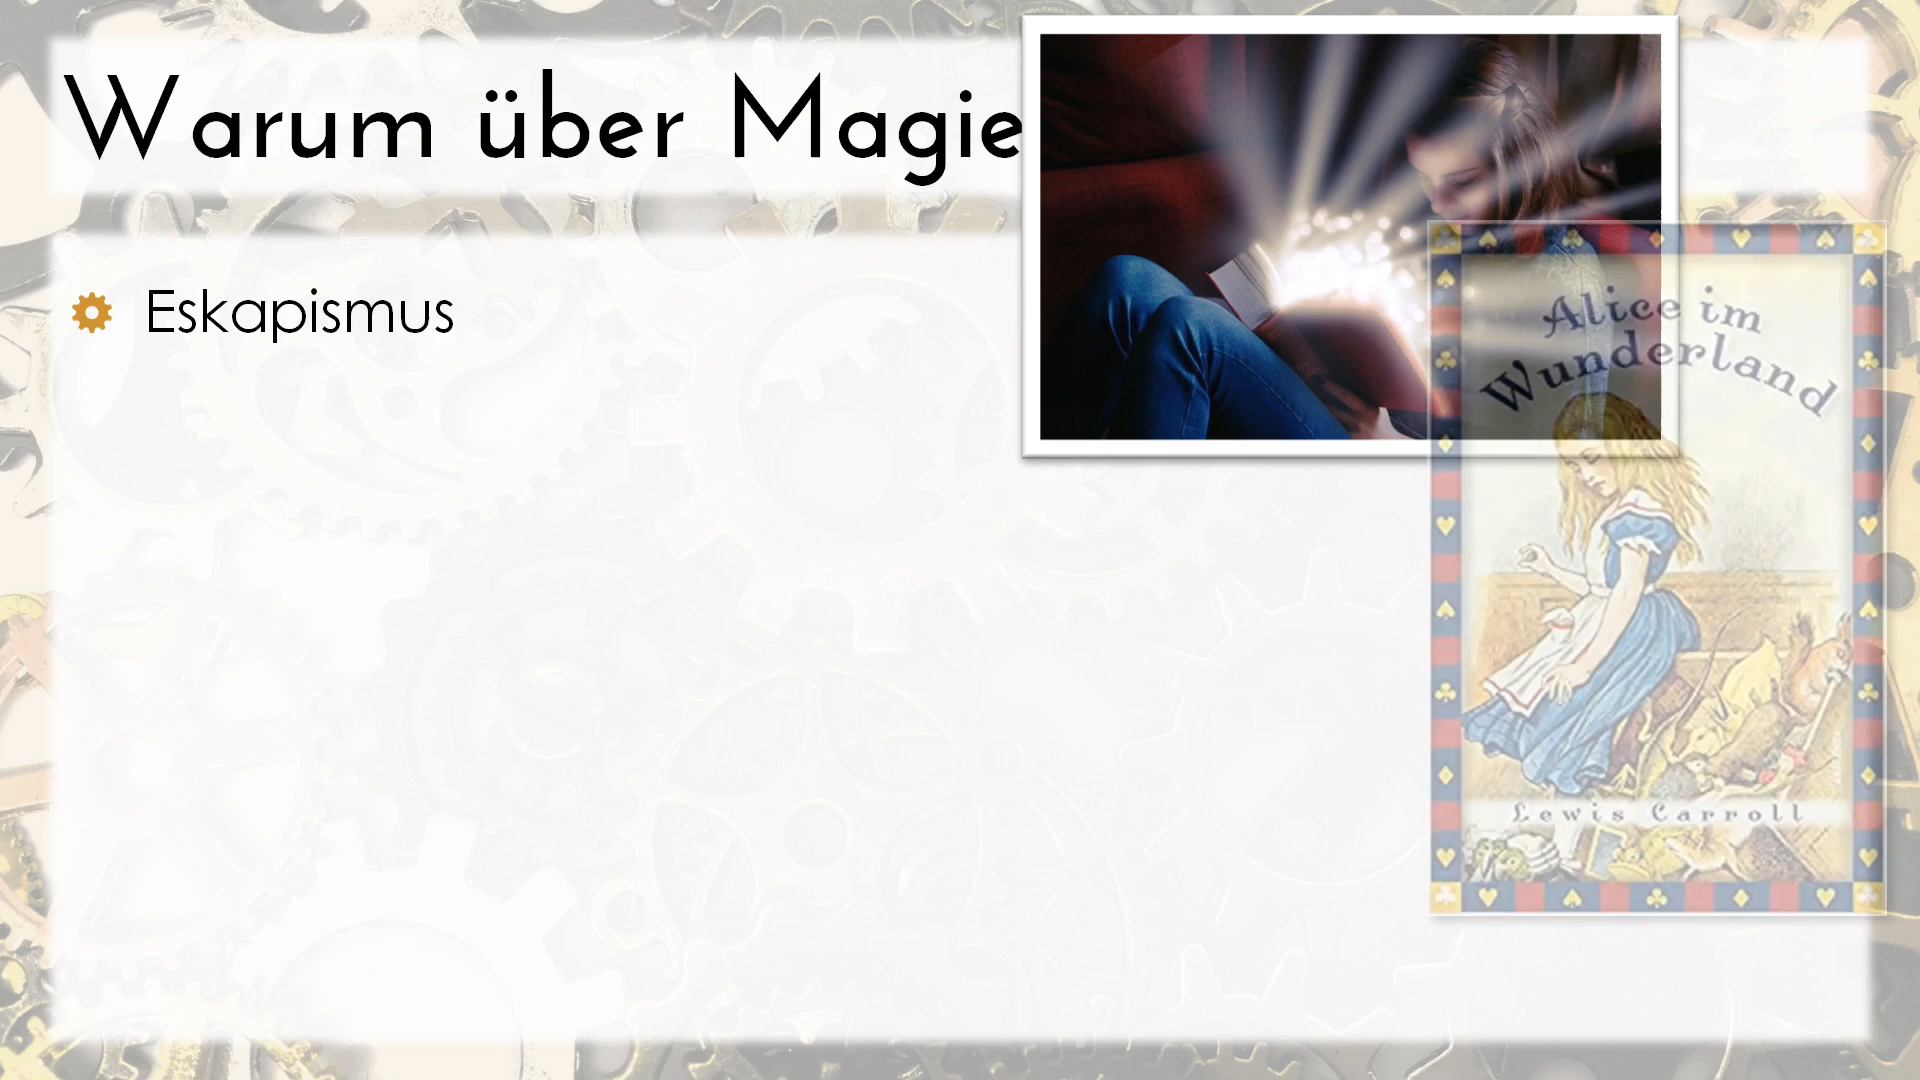 Warum über Magie
Eskapismus
Alice im
Wunderland
Lewis Carroll